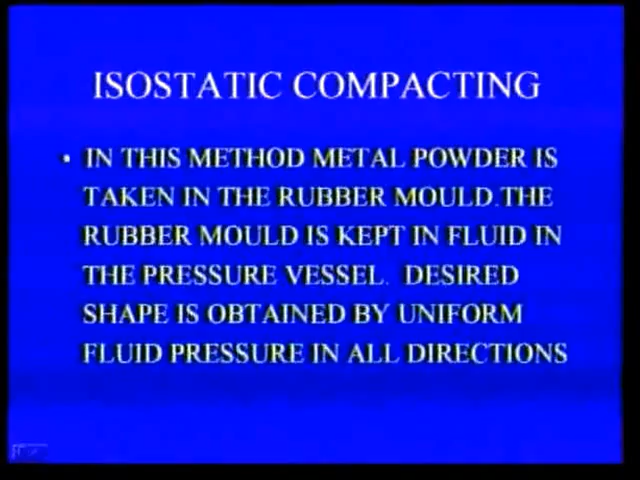 ISOSTATIC COMPACTING
• IN THIS METHOD METAL POWDER IS
TAKEN IN THE RUBBER MOULD.THE
RUBBER MOULD IS KEPT IN FLUID IN
THE PRESSURE VESSEL. DESIRED
SHAPE IS OBTAINED BY UNIFORM
FLUID PRESSURE IN ALL DIRECTIONS